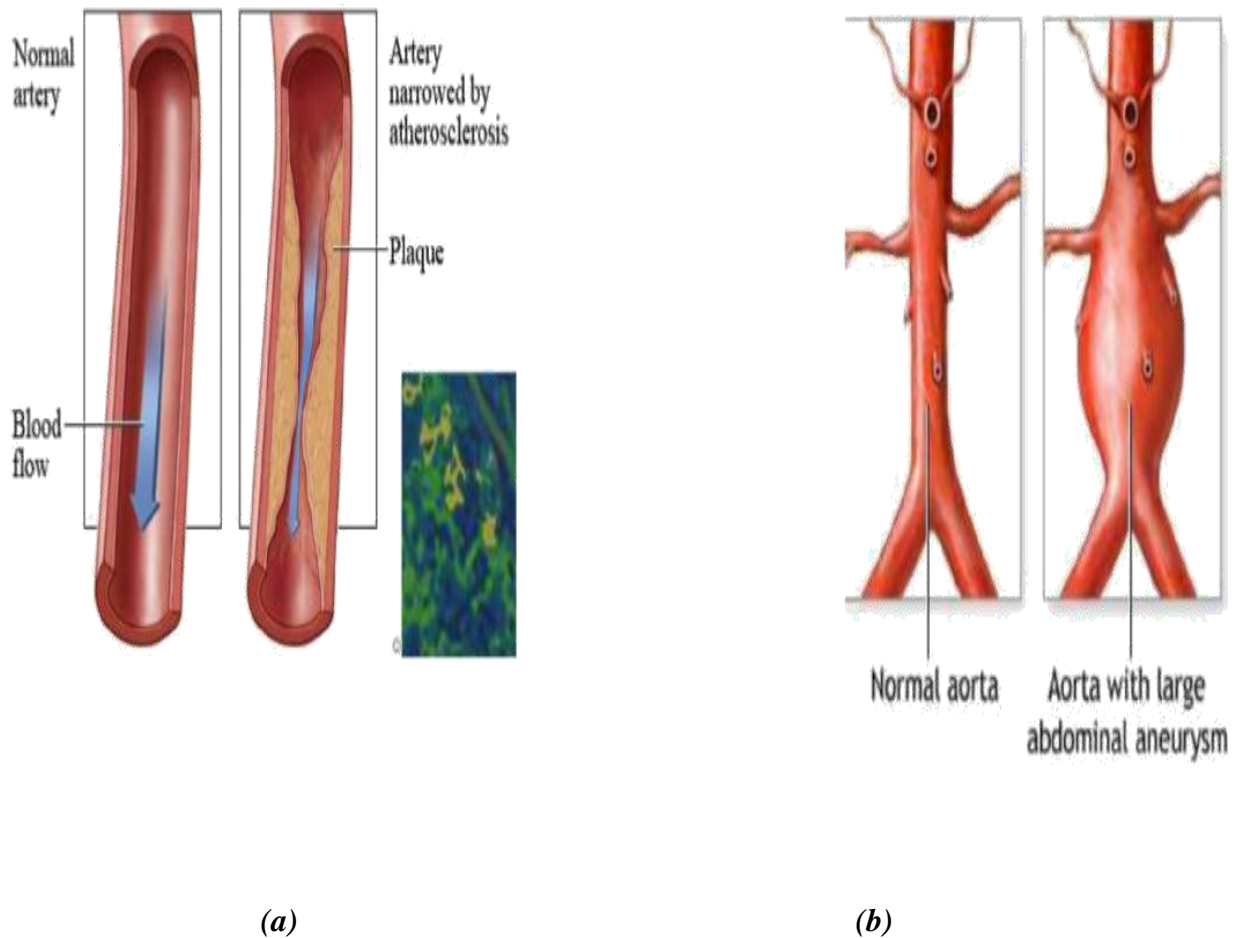 Normal
artery
Artery
narrowed by
atherosclerosis
Plaque
Blood
flow
©
Normal aorta
Aorta with large
abdominal aneurysm
(a)
(b)